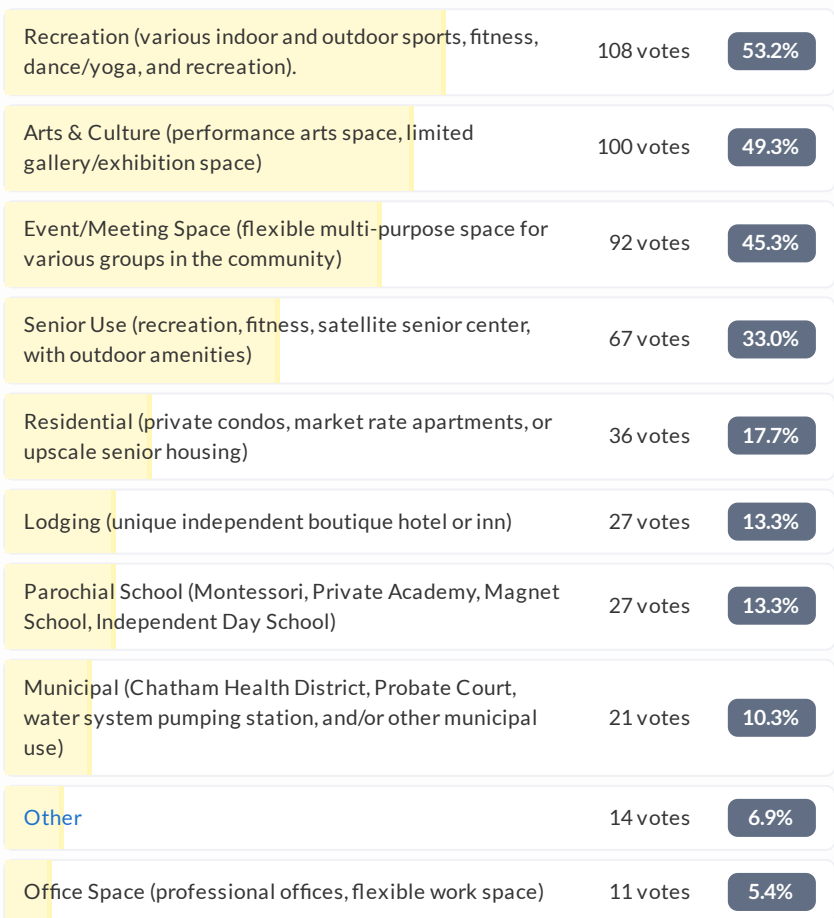 Recreation (various indoor and outdoor sports, fitness,
dance/yoga, and recreation).
108 votes
53.2%
Arts & Culture (performance arts space, limited
gallery/exhibition space)
100 votes
49.3%
Event/Meeting Space (flexible multi-purpose space for
various groups in the community)
92 votes
45.3%
Senior Use (recreation, fitness, satellite senior center,
with outdoor amenities)
67 votes
33.0%
Residential (private condos, market rate apartments, or
upscale senior housing)
36 votes
17.7%
Lodging (unique independent boutique hotel or inn)
27 votes
13.3%
Parochial School (Montessori, Private Academy, Magnet
School, Independent Day School)
27 votes
13.3%
Municipal (Chatham Health District, Probate Court,
water system pumping station, and/or other municipal
use)
21 votes
10.3%
Other
14 votes
6.9%
Office Space (professional offices, flexible work space)
11 votes
5.4%